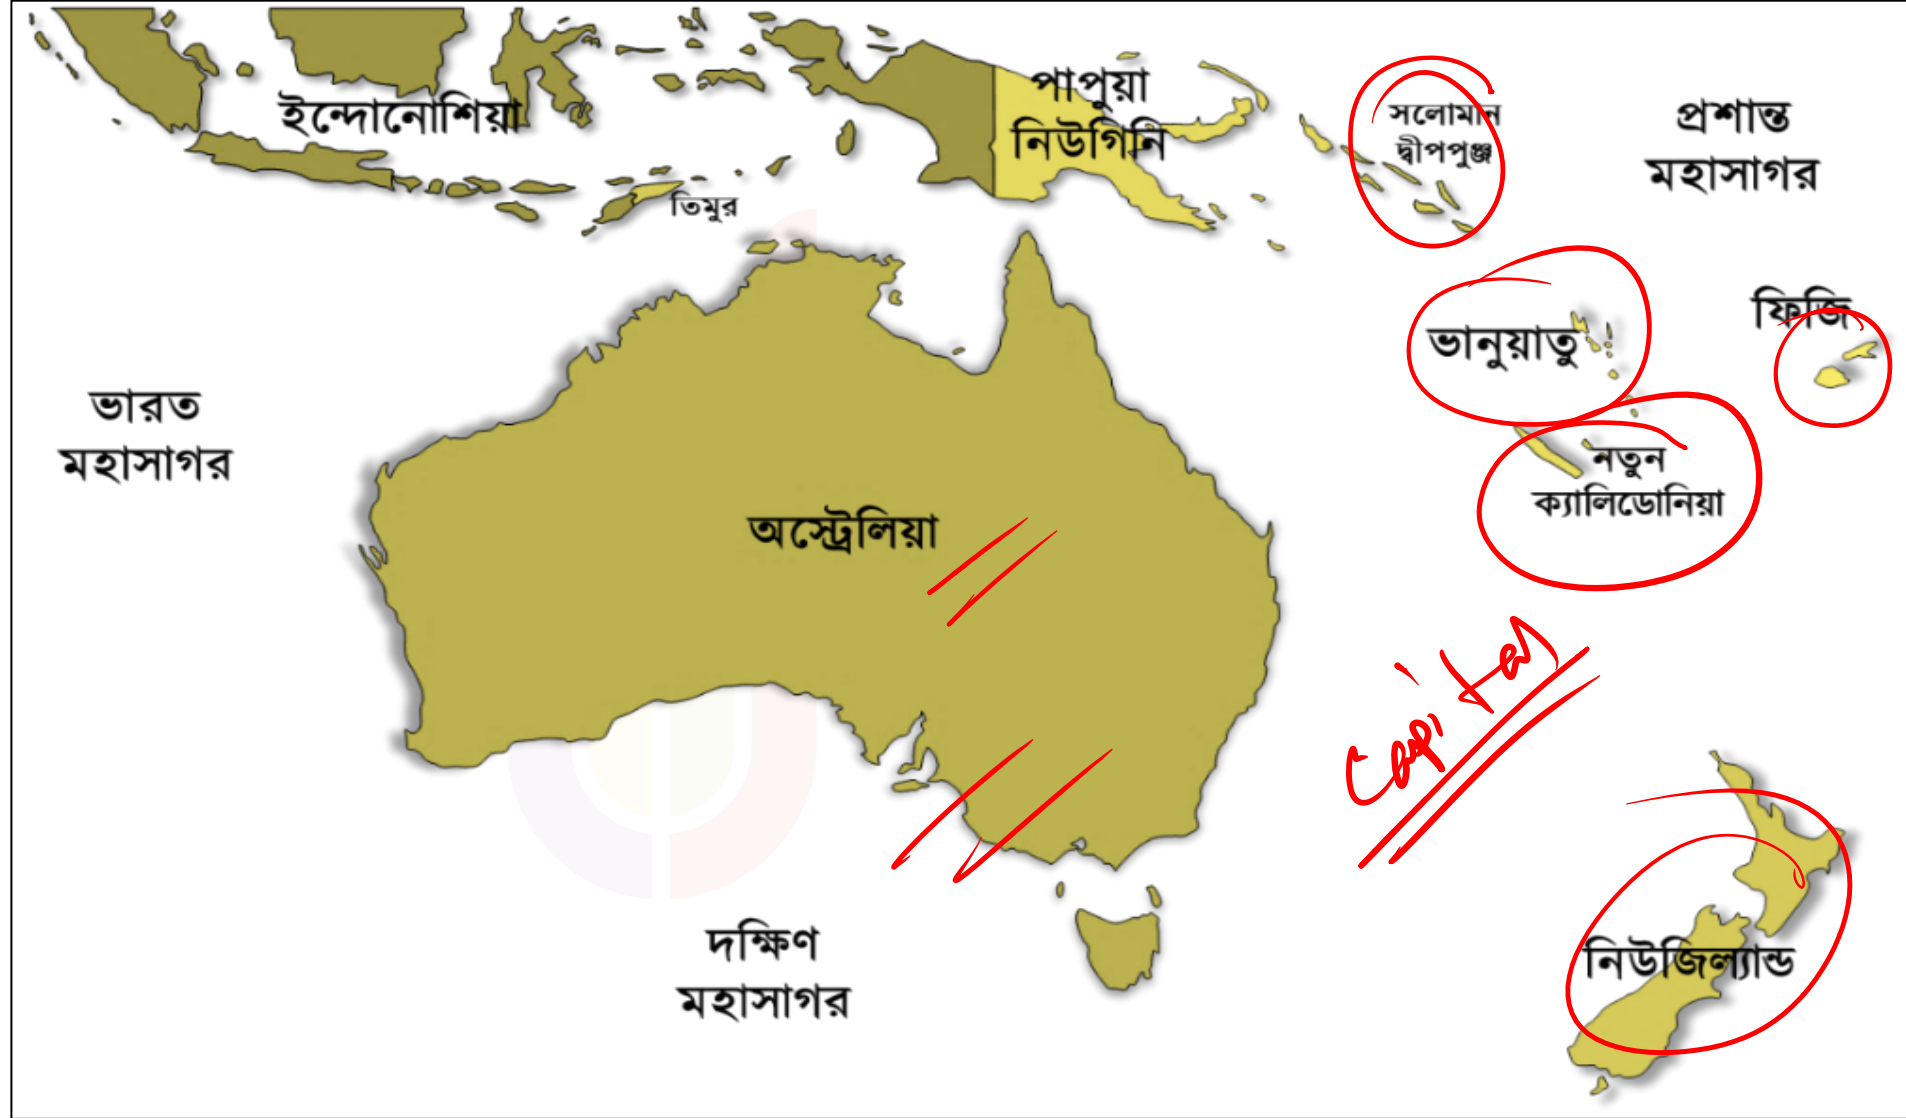 ইন্দোনোশিয়া
পাপুয়া
নিউগিনি
সলোমান
দ্বীপপুঞ্জ
প্রশান্ত
মহাসাগর
তিমুর
ভানুয়াতু
ফিজি
ভারত
মহাসাগর
নতুন
ক্যালিডোনিয়া
অস্ট্রেলিয়া
Capital
নিউজিল্যান্ড
দক্ষিণ
মহাসাগর